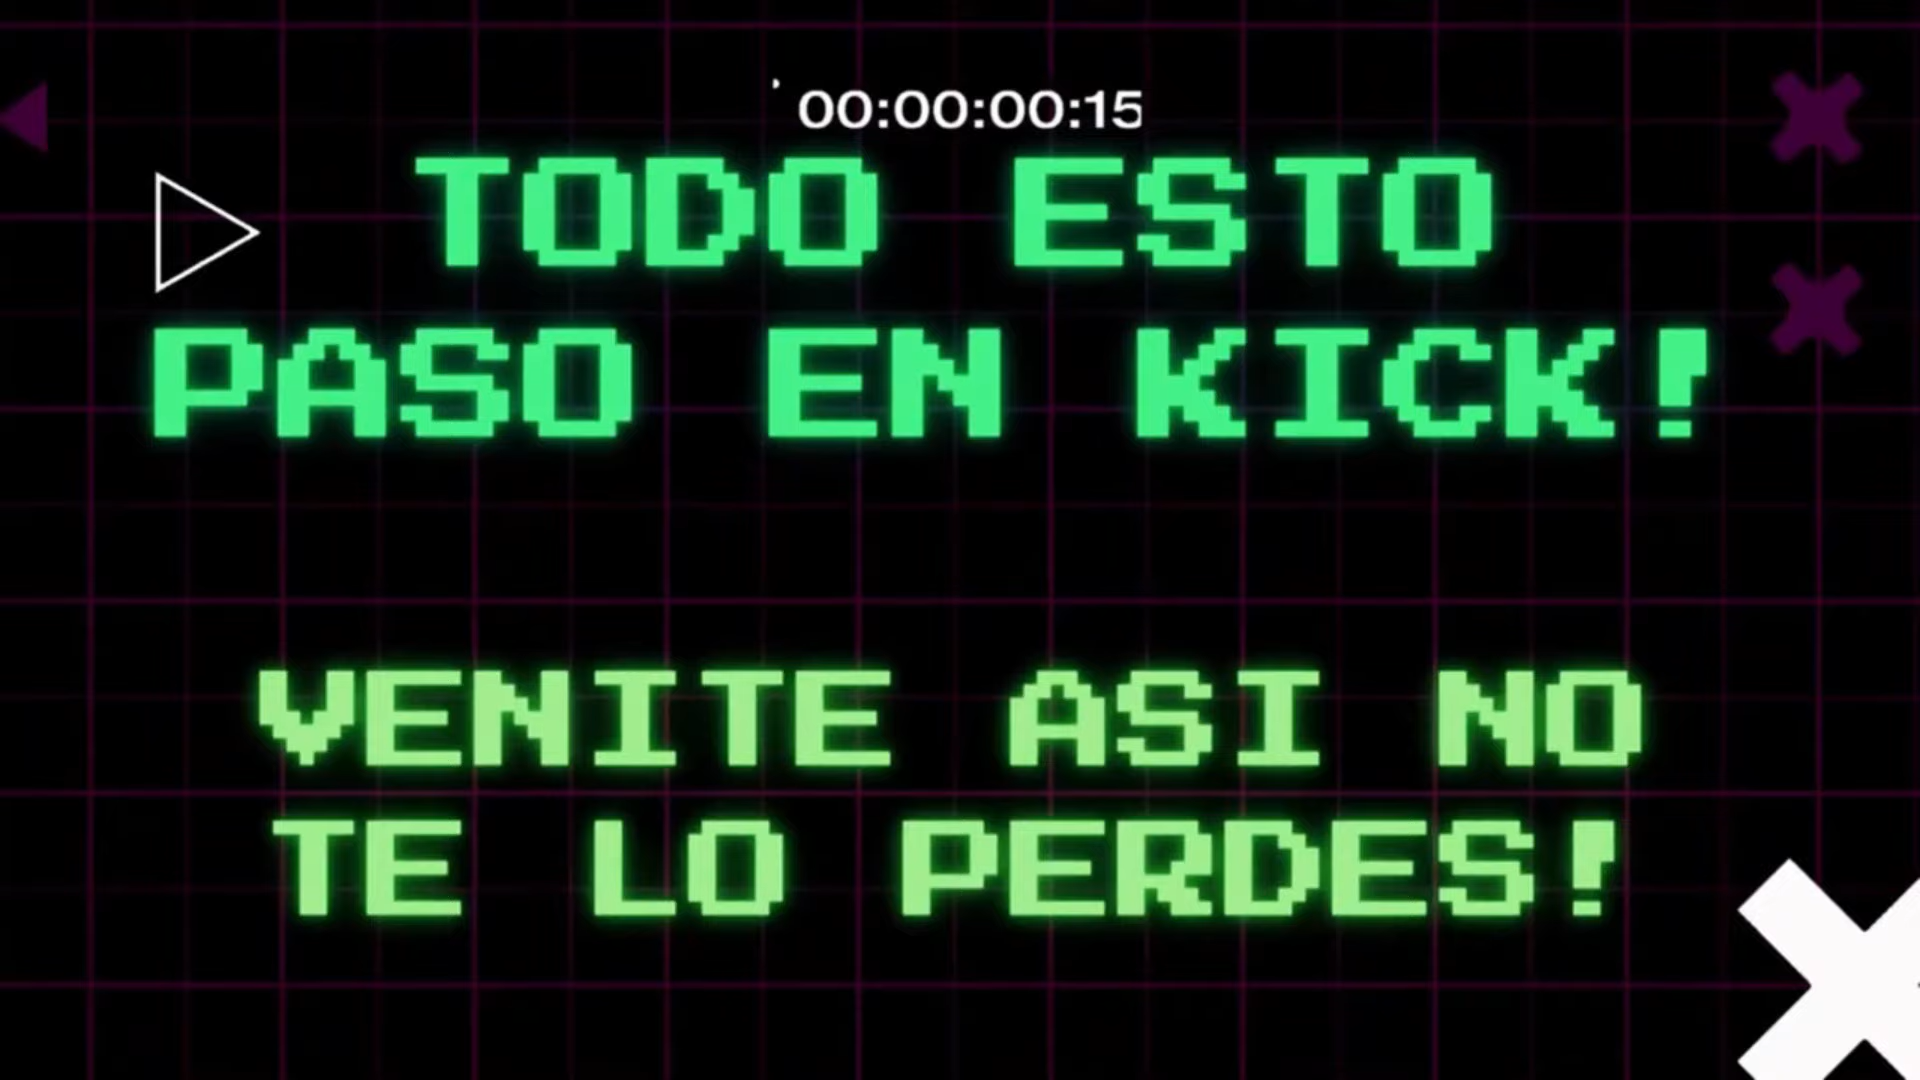 00:00:00:15
TODO ESTO
PASO EN KICK!
VENITE ASI NO
TE LO PERDES!